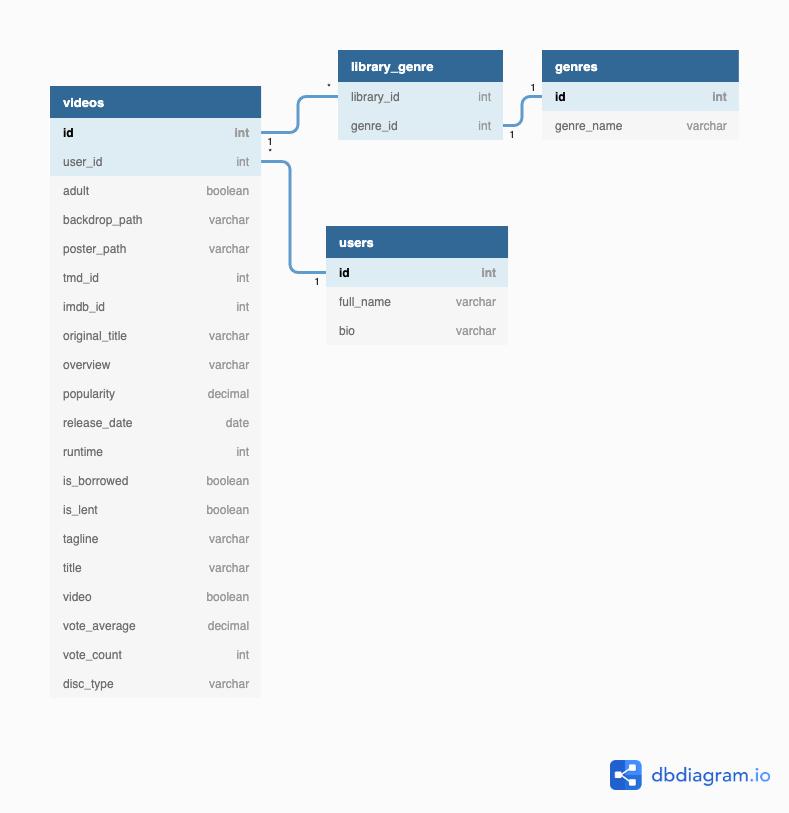 videos
id int
user_id int
adult boolean
backdrop_path varchar
poster_path varchar
tmd_id int
imdb_id int
original_title varchar
overview varchar
popularity decimal
release_date date
runtime int
is_borrowed boolean
is_lent boolean
tagline varchar
title varchar
video boolean
vote_average decimal
vote_count int
disc_type varchar
1
*
*
library_genre
library_id int
genre_id int
1
1
genres
id int
genre_name varchar
1
users
id int
full_name varchar
bio varchar
dbdiagram.io